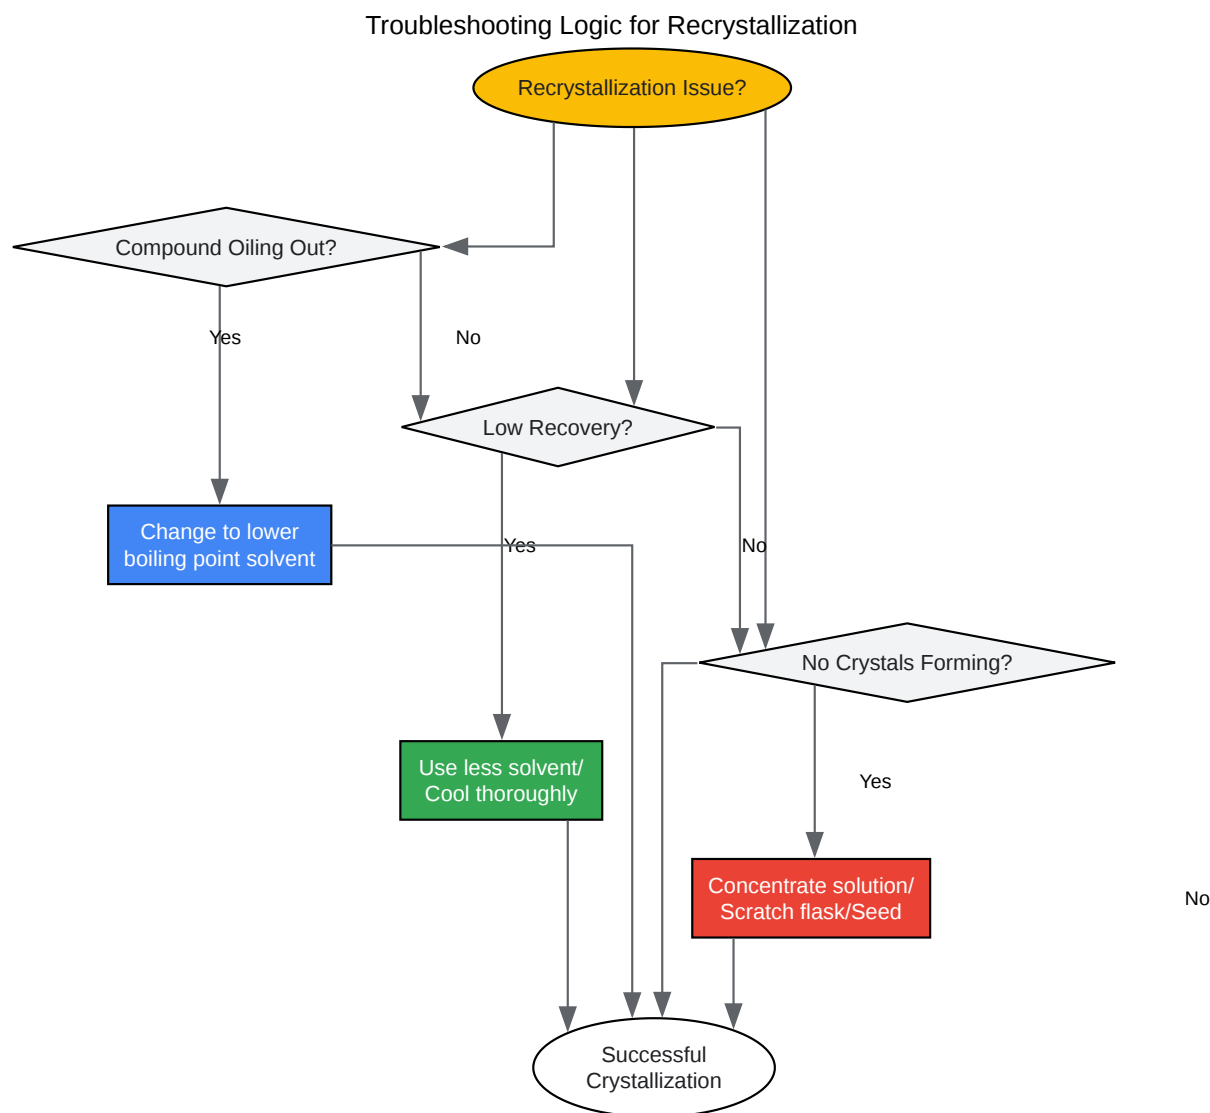 Troubleshooting Logic for Recrystallization
Recrystallization Issue?
Compound Oiling Out?
Yes
No
Low Recovery?
Change to lower
boiling point solvent
Yes
No
No Crystals Forming?
Use less solvent/
Cool thoroughly
Yes
Concentrate solution/
Scratch flask/Seed
No
Successful
Crystallization